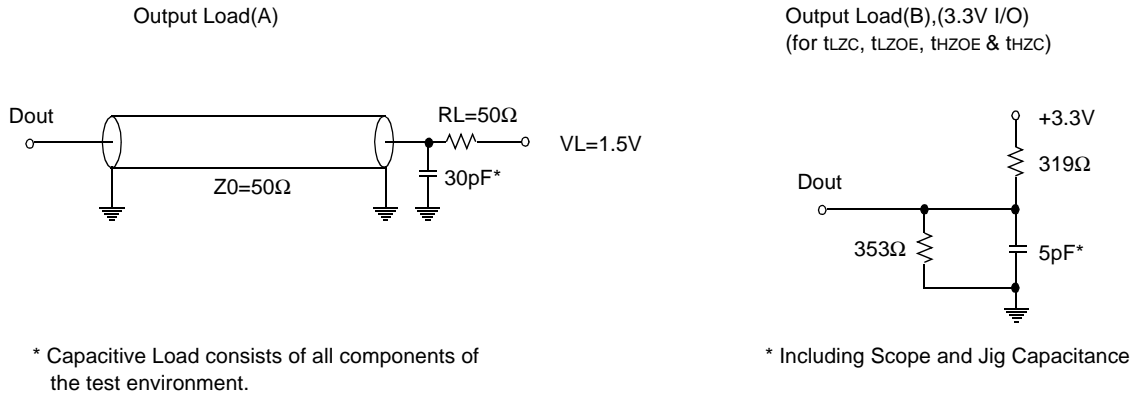 Output Load(A)
Dout
RL=50Ω
VL=1.5V
30pF*
Z0=50Ω
* Capacitive Load consists of all components of
the test environment.
Output Load(B),(3.3V I/O)
(for tLZC, tLZOE, tHZOE & tHZC)
+3.3V
319Ω
Dout
353Ω
5pF*
* Including Scope and Jig Capacitance